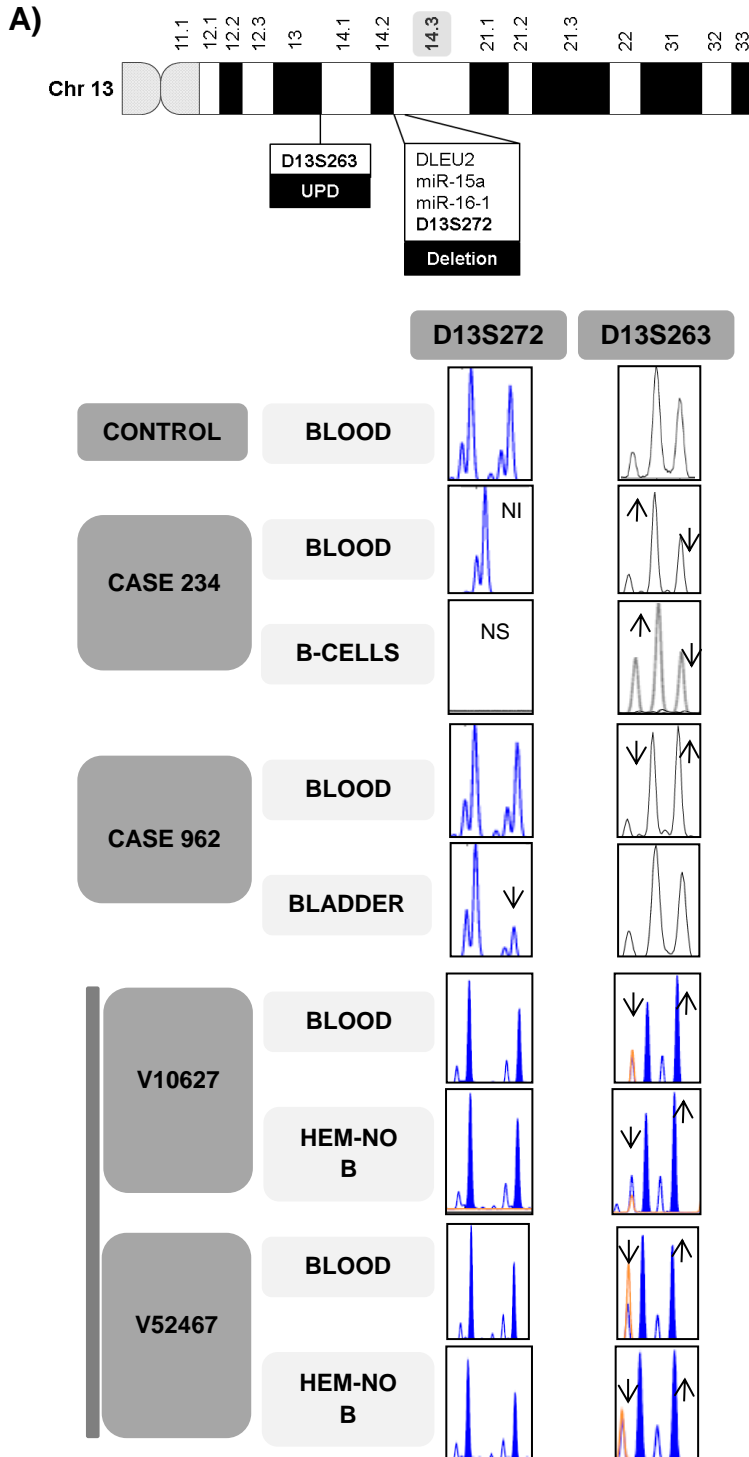 A)
11.1 12.1 12.2 12.3 13 14.1 14.2 14.3 21.1 21.2 21.3 22 31 32 33
Chr 13
D13S263
UPD
DLEU2
miR-15a
miR-16-1
D13S272
Deletion
D13S272 D13S263
CONTROL BLOOD
CASE 234 BLOOD NI
B-CELLS NS
CASE 962 BLOOD
BLADDER
V10627 BLOOD
HEM-NO
B
V52467 BLOOD
HEM-NO
B